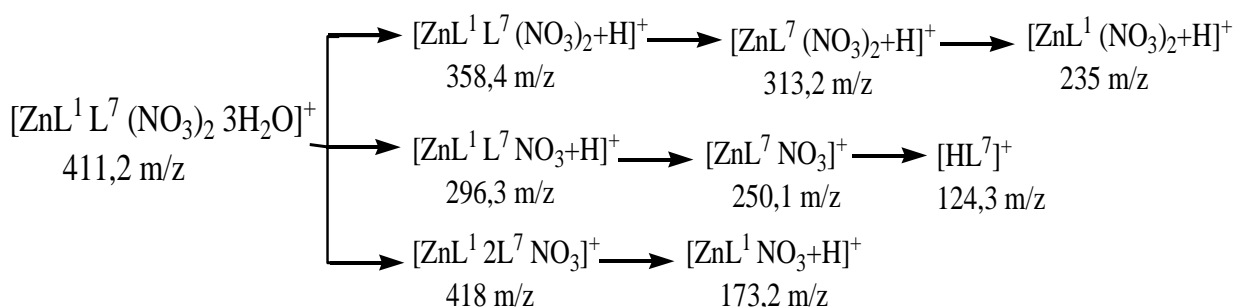 [ZnL¹ L⁷ (NO₃)₂ 3H₂O]⁺
411,2 m/z
[ZnL¹ L⁷ (NO₃)₂+H]⁺
358,4 m/z
[ZnL⁷ (NO₃)₂+H]⁺
313,2 m/z
[ZnL¹ (NO₃)₂+H]⁺
235 m/z
[ZnL¹ L⁷ NO₃+H]⁺
296,3 m/z
[ZnL⁷ NO₃]⁺
250,1 m/z
[HL⁷]⁺
124,3 m/z
[ZnL¹ 2L⁷ NO₃]⁺
418 m/z
[ZnL¹ NO₃+H]⁺
173,2 m/z